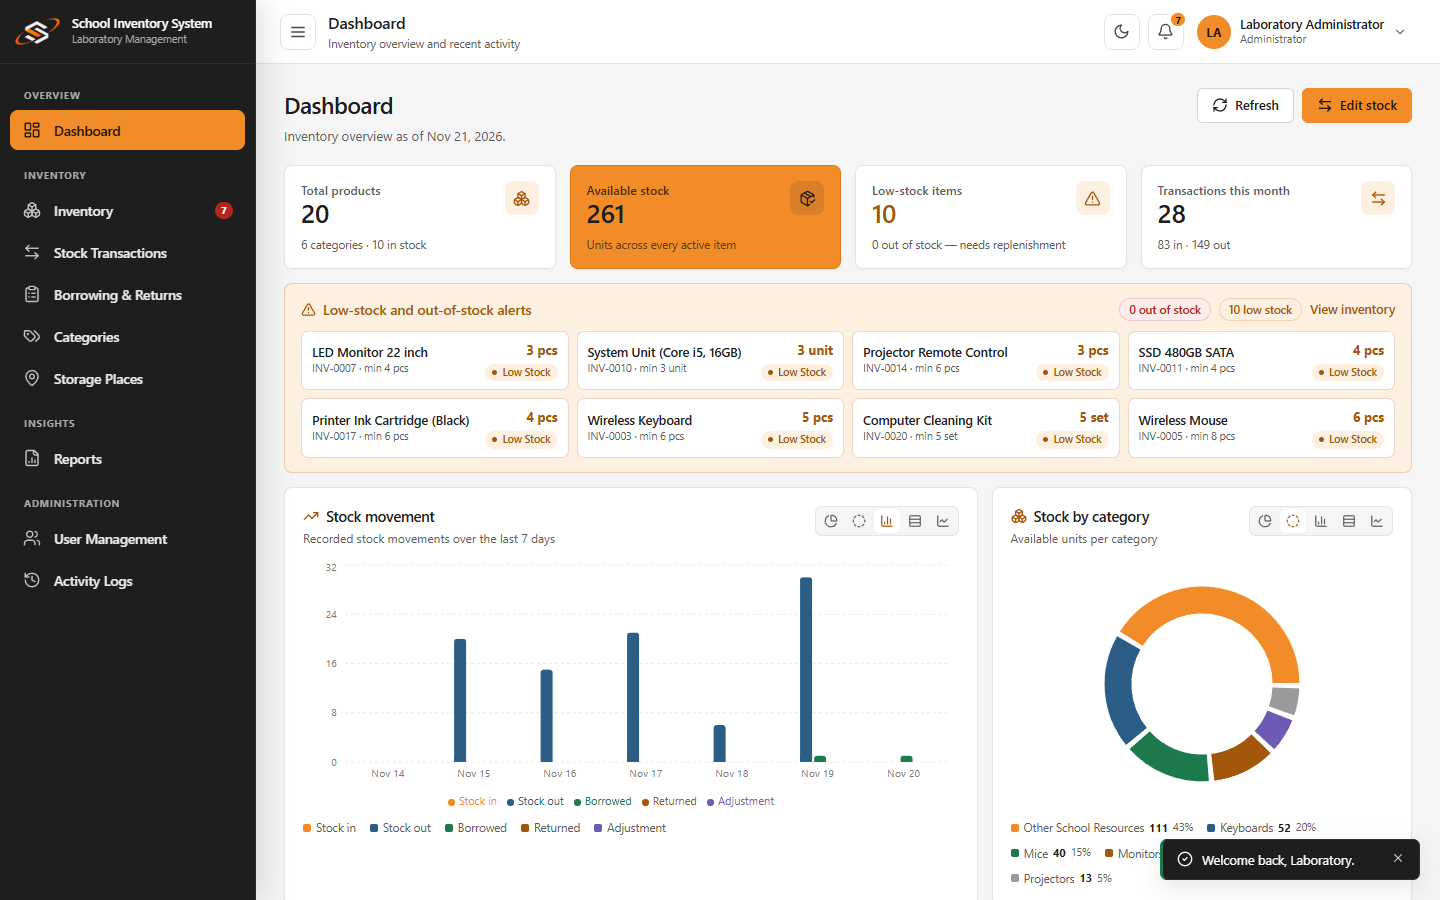 School Inventory System
Laboratory Management
OVERVIEW
Dashboard
INVENTORY
Inventory 7
Stock Transactions
Borrowing & Returns
Categories
Storage Places
INSIGHTS
Reports
ADMINISTRATION
User Management
Activity Logs
Dashboard
Inventory overview and recent activity
7
LA
Laboratory Administrator
Administrator
Dashboard
Inventory overview as of Nov 21, 2026.
Refresh
Edit stock
Total products
20
6 categories · 10 in stock
Available stock
261
Units across every active item
Low-stock items
10
0 out of stock — needs replenishment
Transactions this month
28
83 in · 149 out
Low-stock and out-of-stock alerts
0 out of stock
10 low stock
View inventory
LED Monitor 22 inch 3 pcs
INV-0007 · min 4 pcs Low Stock
System Unit (Core i5, 16GB) 3 unit
INV-0010 · min 3 unit Low Stock
Projector Remote Control 3 pcs
INV-0014 · min 6 pcs Low Stock
SSD 480GB SATA 4 pcs
INV-0011 · min 4 pcs Low Stock
Printer Ink Cartridge (Black) 4 pcs
INV-0017 · min 6 pcs Low Stock
Wireless Keyboard 5 pcs
INV-0003 · min 6 pcs Low Stock
Computer Cleaning Kit 5 set
INV-0020 · min 5 set Low Stock
Wireless Mouse 6 pcs
INV-0005 · min 8 pcs Low Stock
Stock movement
Recorded stock movements over the last 7 days
32
24
16
8
0
Nov 14 Nov 15 Nov 16 Nov 17 Nov 18 Nov 19 Nov 20
Stock in Stock out Borrowed Returned Adjustment
Stock in Stock out Borrowed Returned Adjustment
Stock by category
Available units per category
Other School Resources 111 43% Keyboards 52 20%
Mice 40 15% Monitors
Projectors 13 5%
Welcome back, Laboratory.